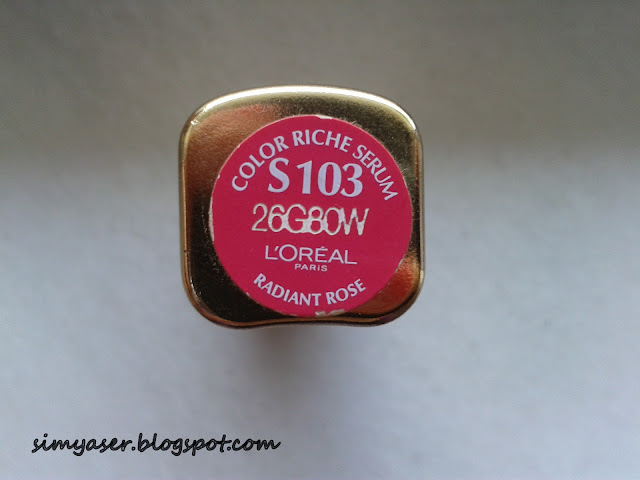 COLOR RICHE SERUM
S 103
26G80W
L'ORÉAL
PARIS
RADIANT ROSE
simyaser.blogspot.com